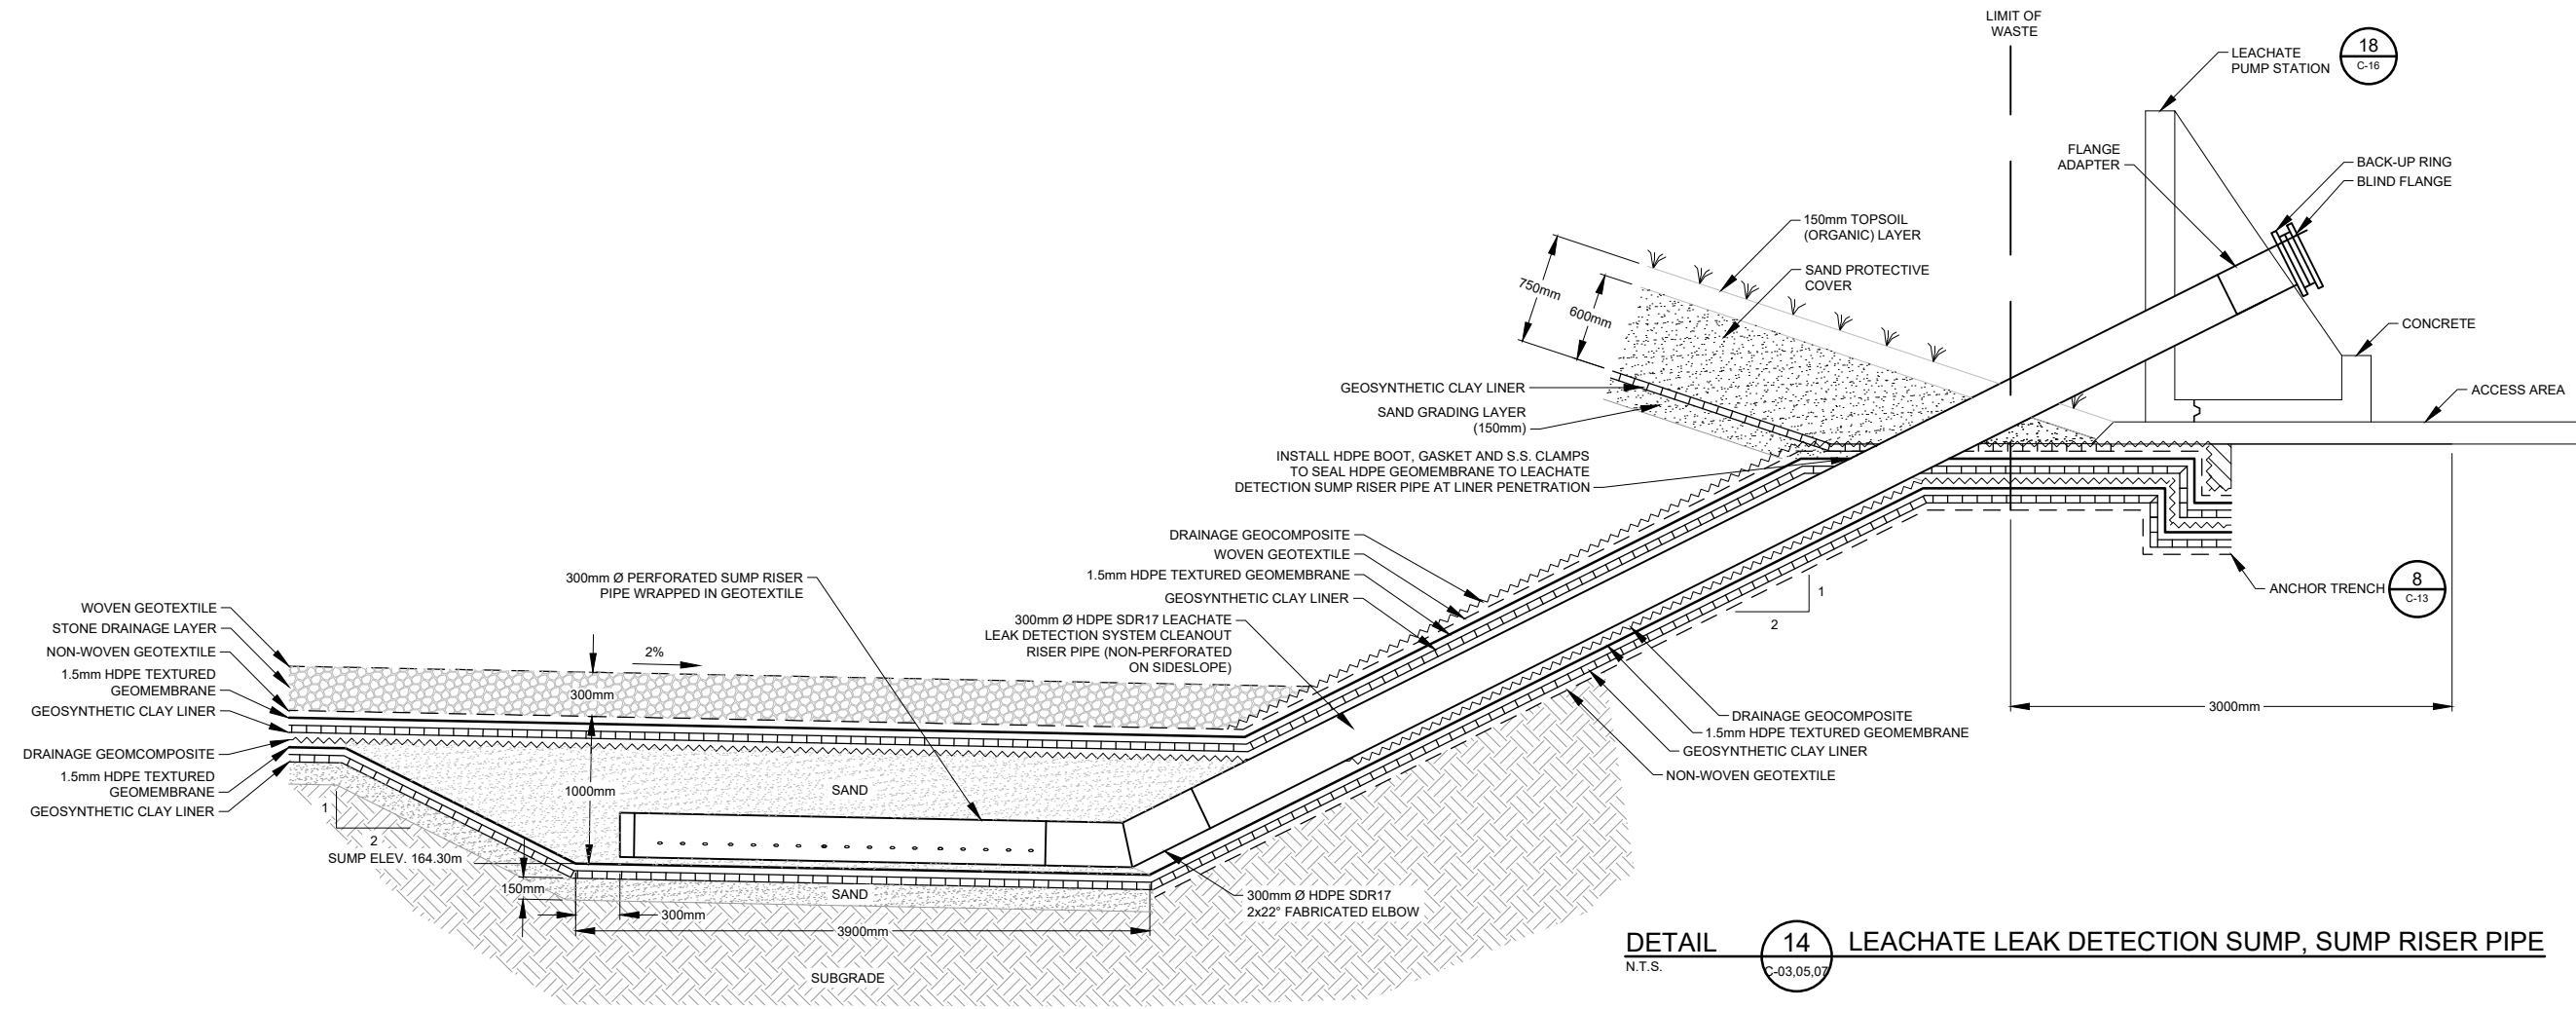 LIMIT OF
WASTE
LEACHATE
PUMP STATION
18
C-16
FLANGE
ADAPTER
BACK-UP RING
BLIND FLANGE
150mm TOPSOIL
(ORGANIC) LAYER
SAND PROTECTIVE
COVER
750mm
600mm
CONCRETE
ACCESS AREA
GEOSYNTHETIC CLAY LINER
SAND GRADING LAYER
(150mm)
INSTALL HDPE BOOT, GASKET AND S.S. CLAMPS
TO SEAL HDPE GEOMEMBRANE TO LEACHATE
DETECTION SUMP RISER PIPE AT LINER PENETRATION
DRAINAGE GEOCOMPOSITE
WOVEN GEOTEXTILE
1.5mm HDPE TEXTURED GEOMEMBRANE
GEOSYNTHETIC CLAY LINER
300mm Ø HDPE SDR17 LEACHATE
LEAK DETECTION SYSTEM CLEANOUT
RISER PIPE (NON-PERFORATED
ON SIDESLOPE)
300mm Ø PERFORATED SUMP RISER
PIPE WRAPPED IN GEOTEXTILE
1
2
ANCHOR TRENCH
8
C-13
WOVEN GEOTEXTILE
STONE DRAINAGE LAYER
NON-WOVEN GEOTEXTILE
1.5mm HDPE TEXTURED
GEOMEMBRANE
GEOSYNTHETIC CLAY LINER
DRAINAGE GEOMCOMPOSITE
1.5mm HDPE TEXTURED
GEOMEMBRANE
GEOSYNTHETIC CLAY LINER
2%
300mm
1000mm
SAND
1
2
SUMP ELEV. 164.30m
150mm
SAND
300mm
3900mm
SUBGRADE
300mm Ø HDPE SDR17
2x22° FABRICATED ELBOW
DRAINAGE GEOCOMPOSITE
1.5mm HDPE TEXTURED GEOMEMBRANE
GEOSYNTHETIC CLAY LINER
NON-WOVEN GEOTEXTILE
3000mm
DETAIL
N.T.S.
14
C-03,05,07
LEACHATE LEAK DETECTION SUMP, SUMP RISER PIPE